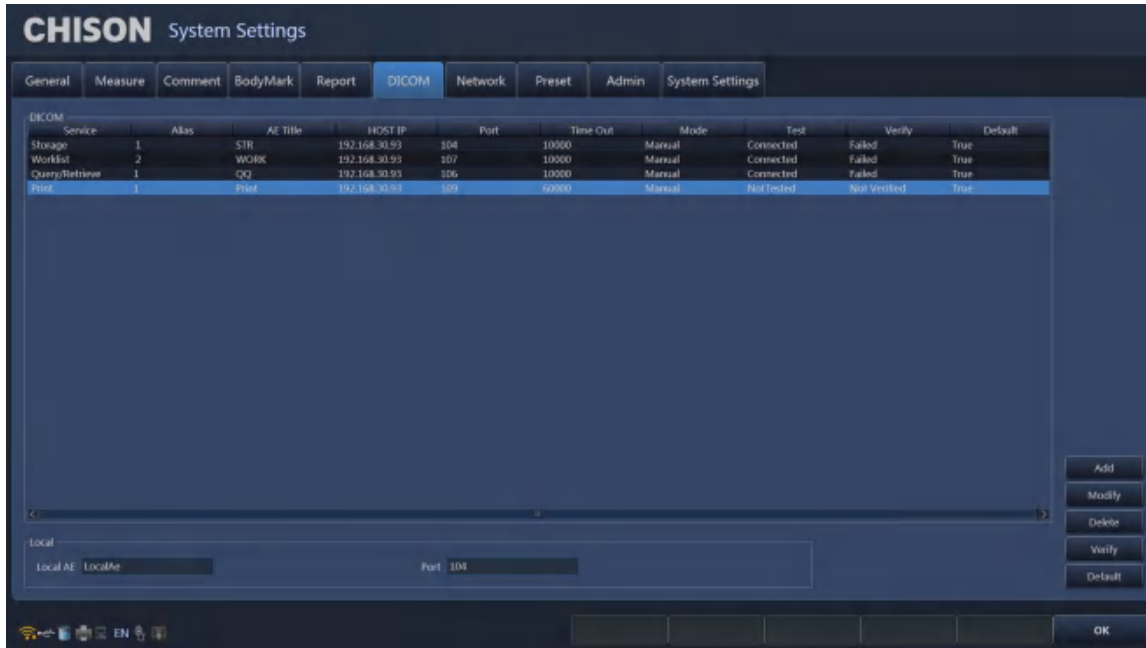 CHISON System Settings
General Measure Comment BodyMark Report DICOM Network Preset Admin System Settings
DICOM
Service Alias AE Title HOST IP Port Time Out Mode Test Verify Default
Storage 1 STR 192.168.30.93 104 10000 Manual Connected Failed True
Worklist 2 WORK 192.168.30.93 107 10000 Manual Connected Failed True
Query/Retrieve 1 QQ 192.168.30.93 106 10000 Manual Connected Failed True
Print 1 Print 192.168.30.93 109 60000 Manual NotTested Not Verified True
Add
Modify
Delete
Verify
Default
Local
Local AE LocalAe Port 104
EN
OK